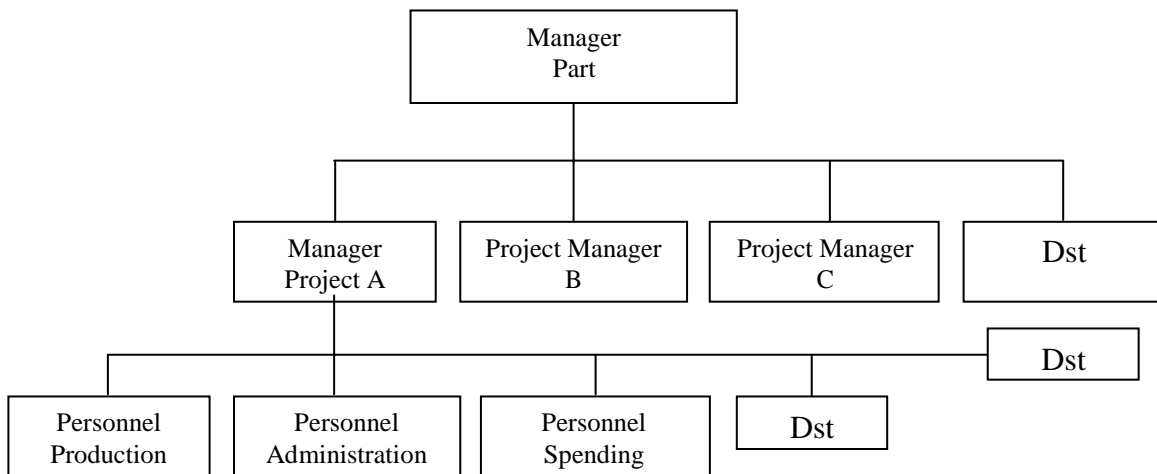 Manager
Part
Manager
Project A
Project Manager
B
Project Manager
C
Dst
Dst
Personnel
Production
Personnel
Administration
Personnel
Spending
Dst